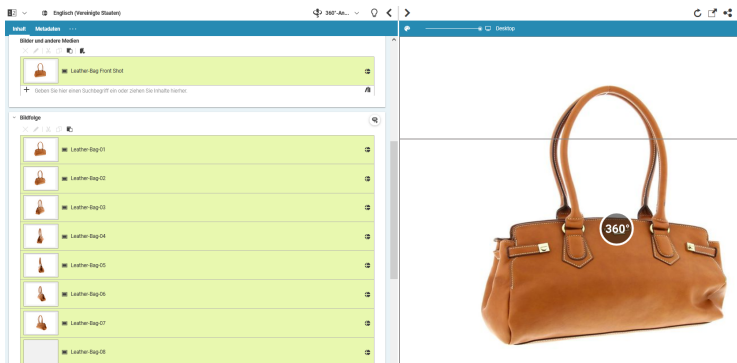 Englisch (Vereinigte Staaten)
360°-An...
Inhalt Metadaten ...
Desktop
Bilder und andere Medien
Leather-Bag Front Shot
Geben Sie hier einen Suchbegriff ein oder ziehen Sie Inhalte hierher.
Bildfolge
Leather-Bag-01
Leather-Bag-02
Leather-Bag-03
Leather-Bag-04
Leather-Bag-05
Leather-Bag-06
Leather-Bag-07
Leather-Bag-08
360°